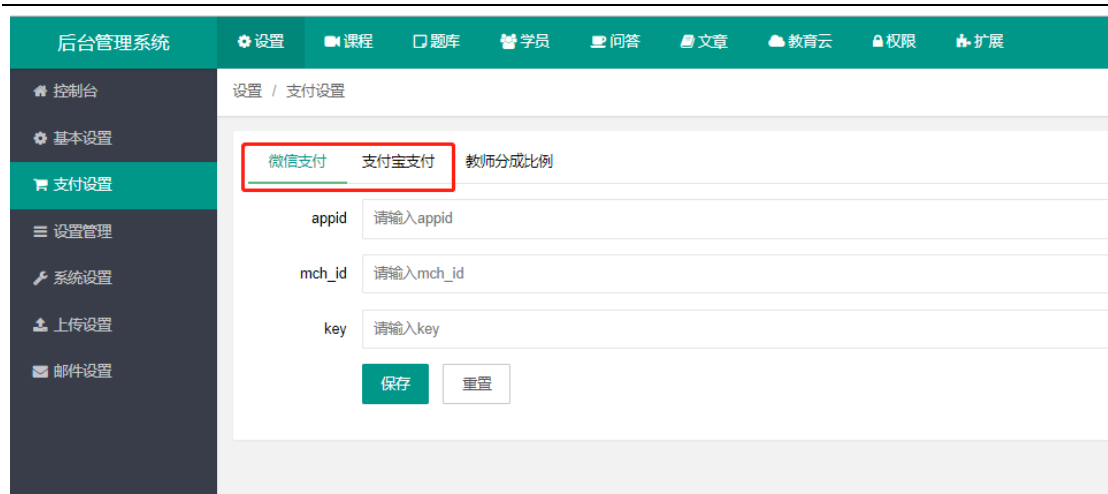 后台管理系统 设置 课程 题库 学员 问答 文章 教育云 权限 扩展
控制台
基本设置
支付设置
设置管理
系统设置
上传设置
邮件设置
设置 / 支付设置
微信支付 支付宝支付 教师分成比例
appid 请输入appid
mch_id 请输入mch_id
key 请输入key
保存 重置